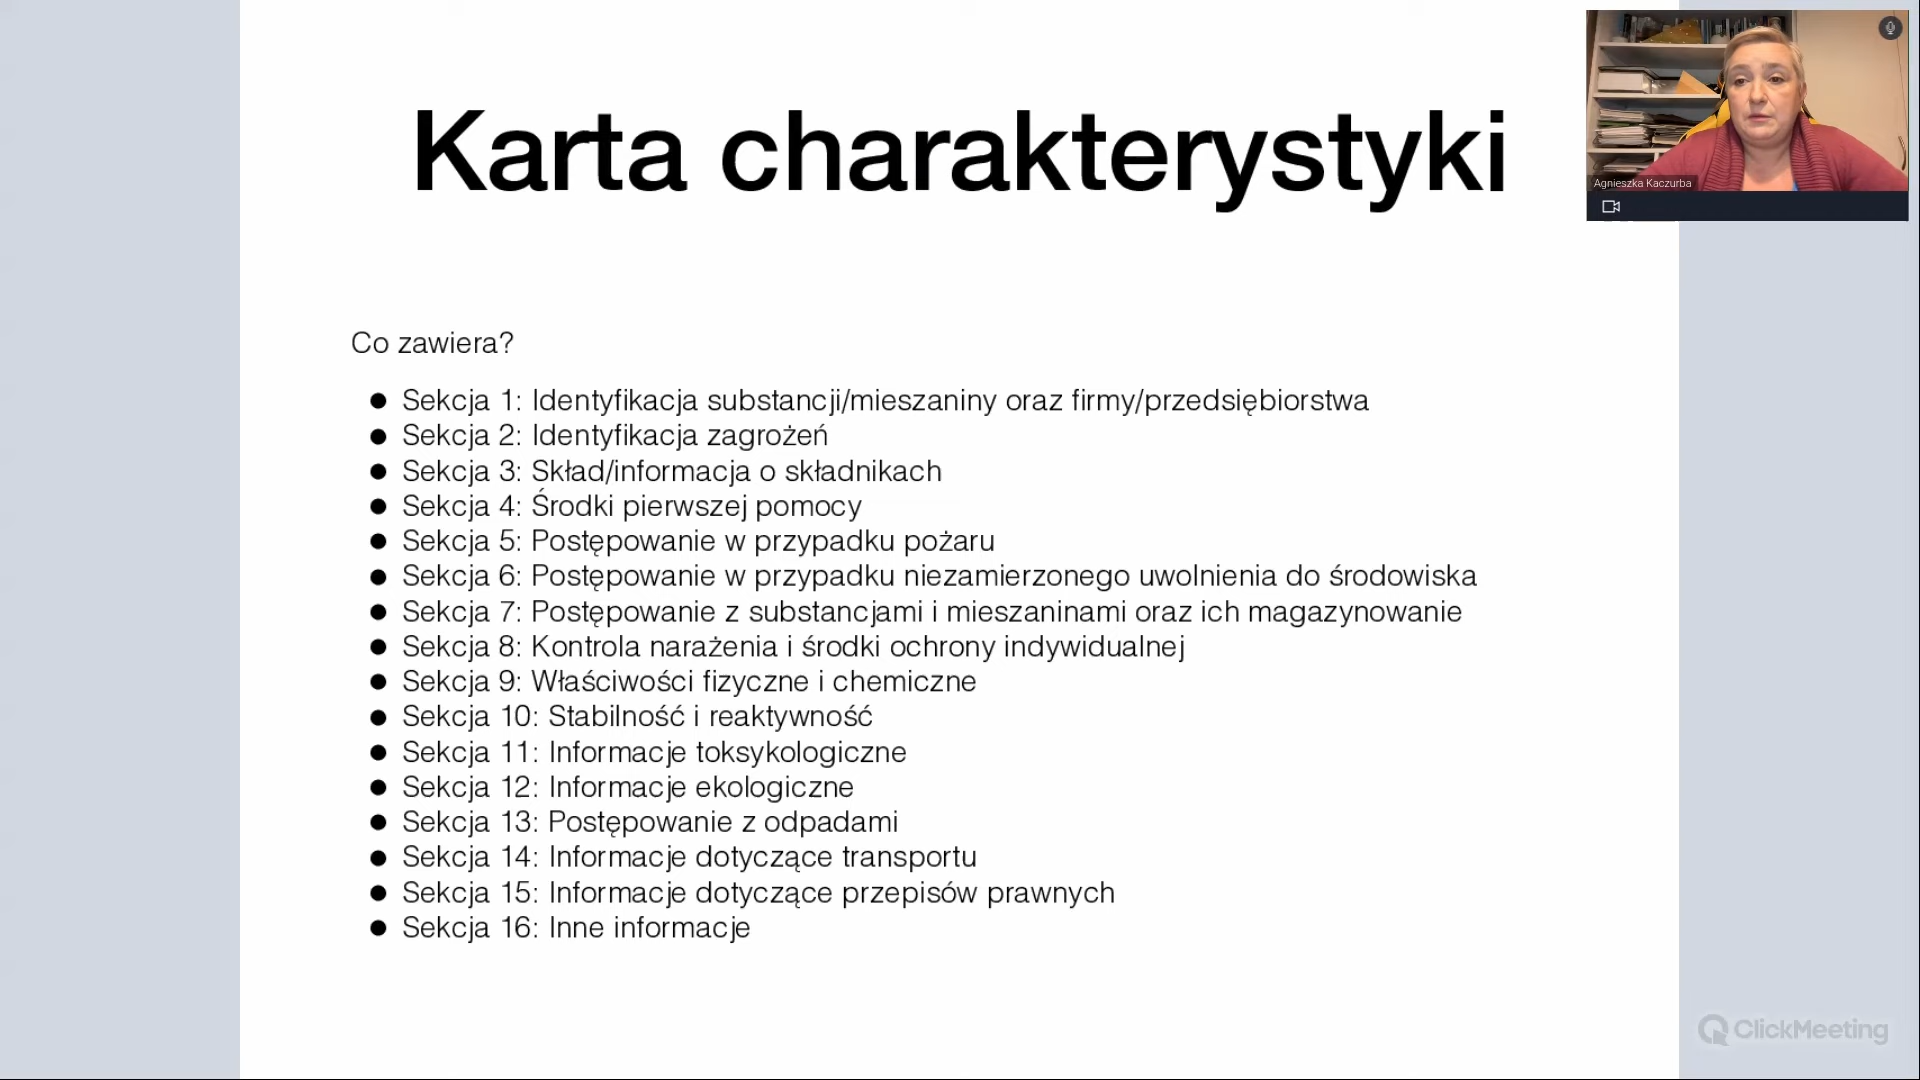 Karta charakterystyki
Agnieszka Kaczurba
Co zawiera?
● Sekcja 1: Identyfikacja substancji/mieszaniny oraz firmy/przedsiębiorstwa
● Sekcja 2: Identyfikacja zagrożeń
● Sekcja 3: Skład/informacja o składnikach
● Sekcja 4: Środki pierwszej pomocy
● Sekcja 5: Postępowanie w przypadku pożaru
● Sekcja 6: Postępowanie w przypadku niezamierzonego uwolnienia do środowiska
● Sekcja 7: Postępowanie z substancjami i mieszaninami oraz ich magazynowanie
● Sekcja 8: Kontrola narażenia i środki ochrony indywidualnej
● Sekcja 9: Właściwości fizyczne i chemiczne
● Sekcja 10: Stabilność i reaktywność
● Sekcja 11: Informacje toksykologiczne
● Sekcja 12: Informacje ekologiczne
● Sekcja 13: Postępowanie z odpadami
● Sekcja 14: Informacje dotyczące transportu
● Sekcja 15: Informacje dotyczące przepisów prawnych
● Sekcja 16: Inne informacje
ClickMeeting